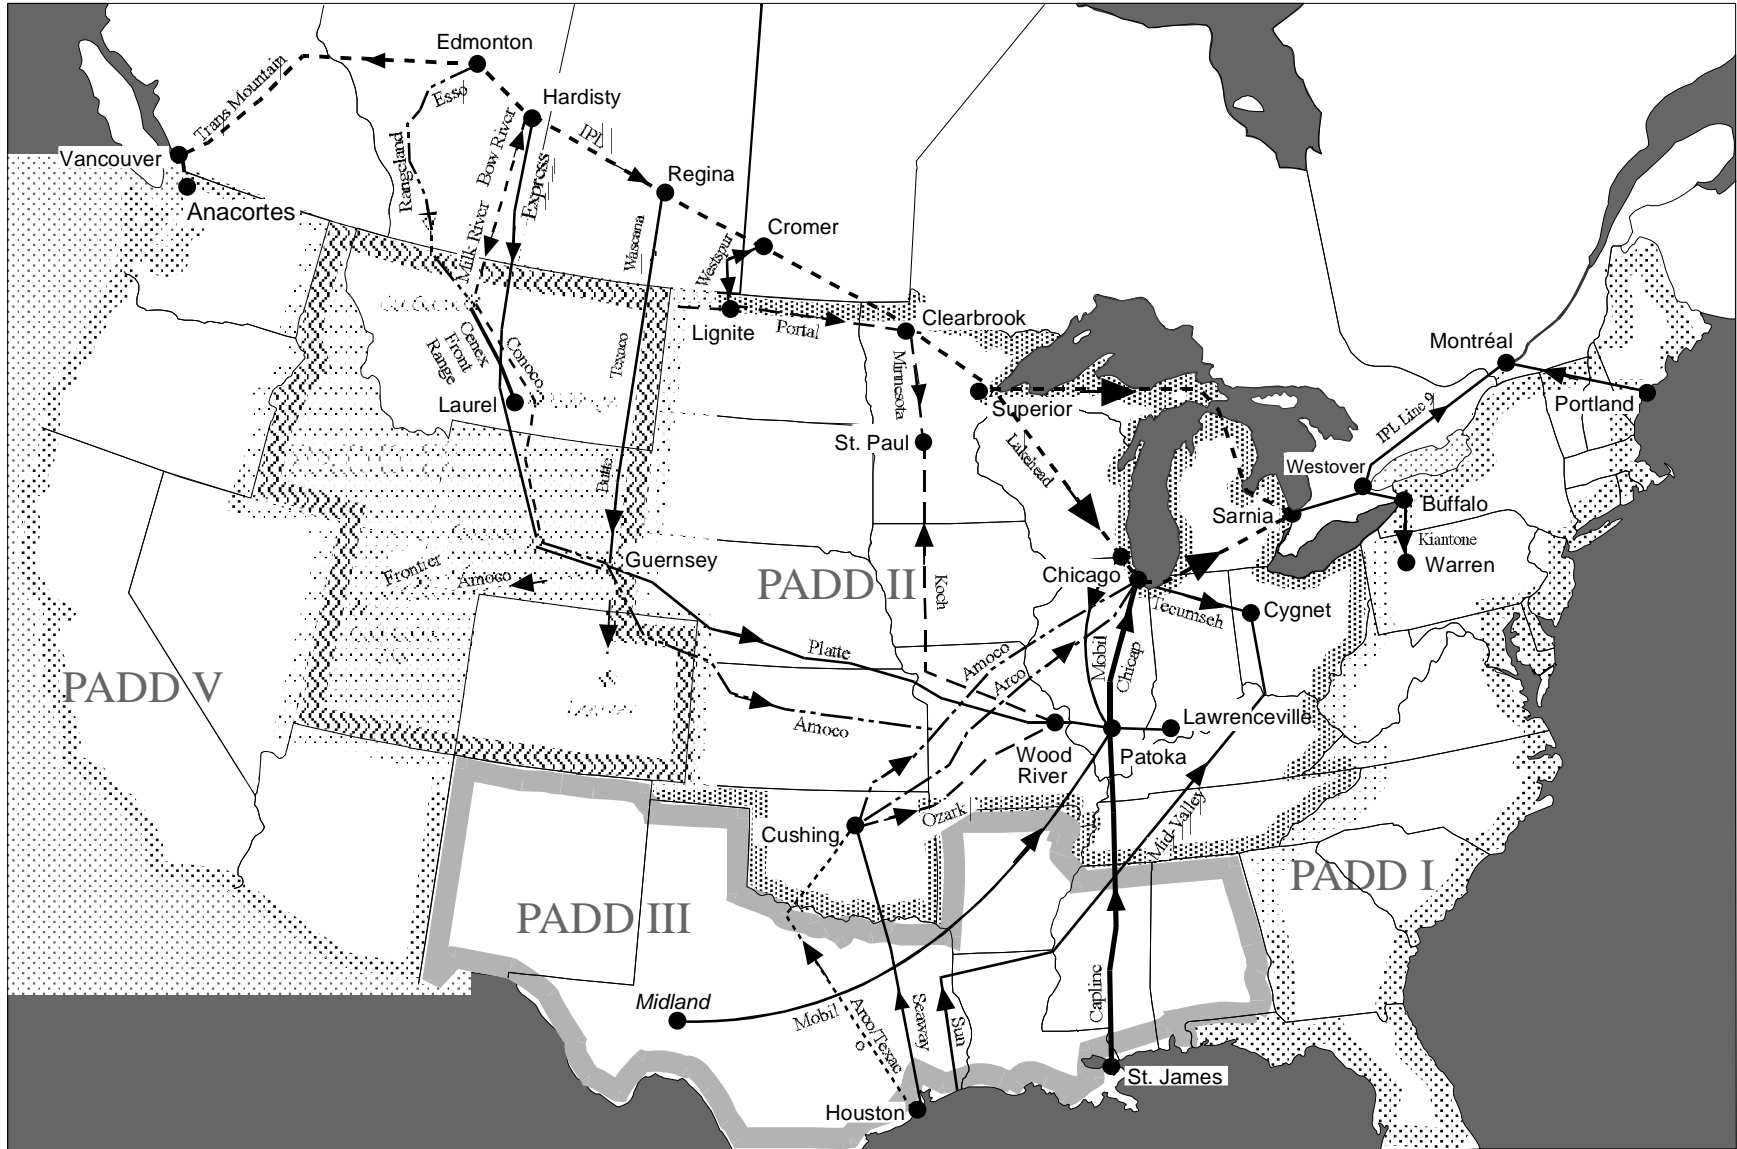 Edmonton
Trans Mountain
Esso
Hardisty
Bow River
IPL
Vancouver
Rangeland
Express
Regina
Anacortes
Milk River
Wascana
Cromer
Westspur
Lignite
Portal
Clearbrook
Montréal
Cenex
Front
Range
Conoco
Texaco
Minnesota
Laurel
Superior
Portland
IPL Line 9
St. Paul
Lakehead
Westover
Butte
Sarnia
Buffalo
Kiantone
Guernsey
Frontier
Amoco
PADD II
Koch
Chicago
Warren
Tecumseh
Cygnet
Platte
Amoco
Arco
Mobil
Chicap
PADD V
Amoco
Lawrenceville
Wood
River
Patoka
Cushing
Ozark
Mid-Valley
PADD I
PADD III
Midland
Mobil
Arco/Texac
o
Seaway
Sun
Capline
St. James
Houston